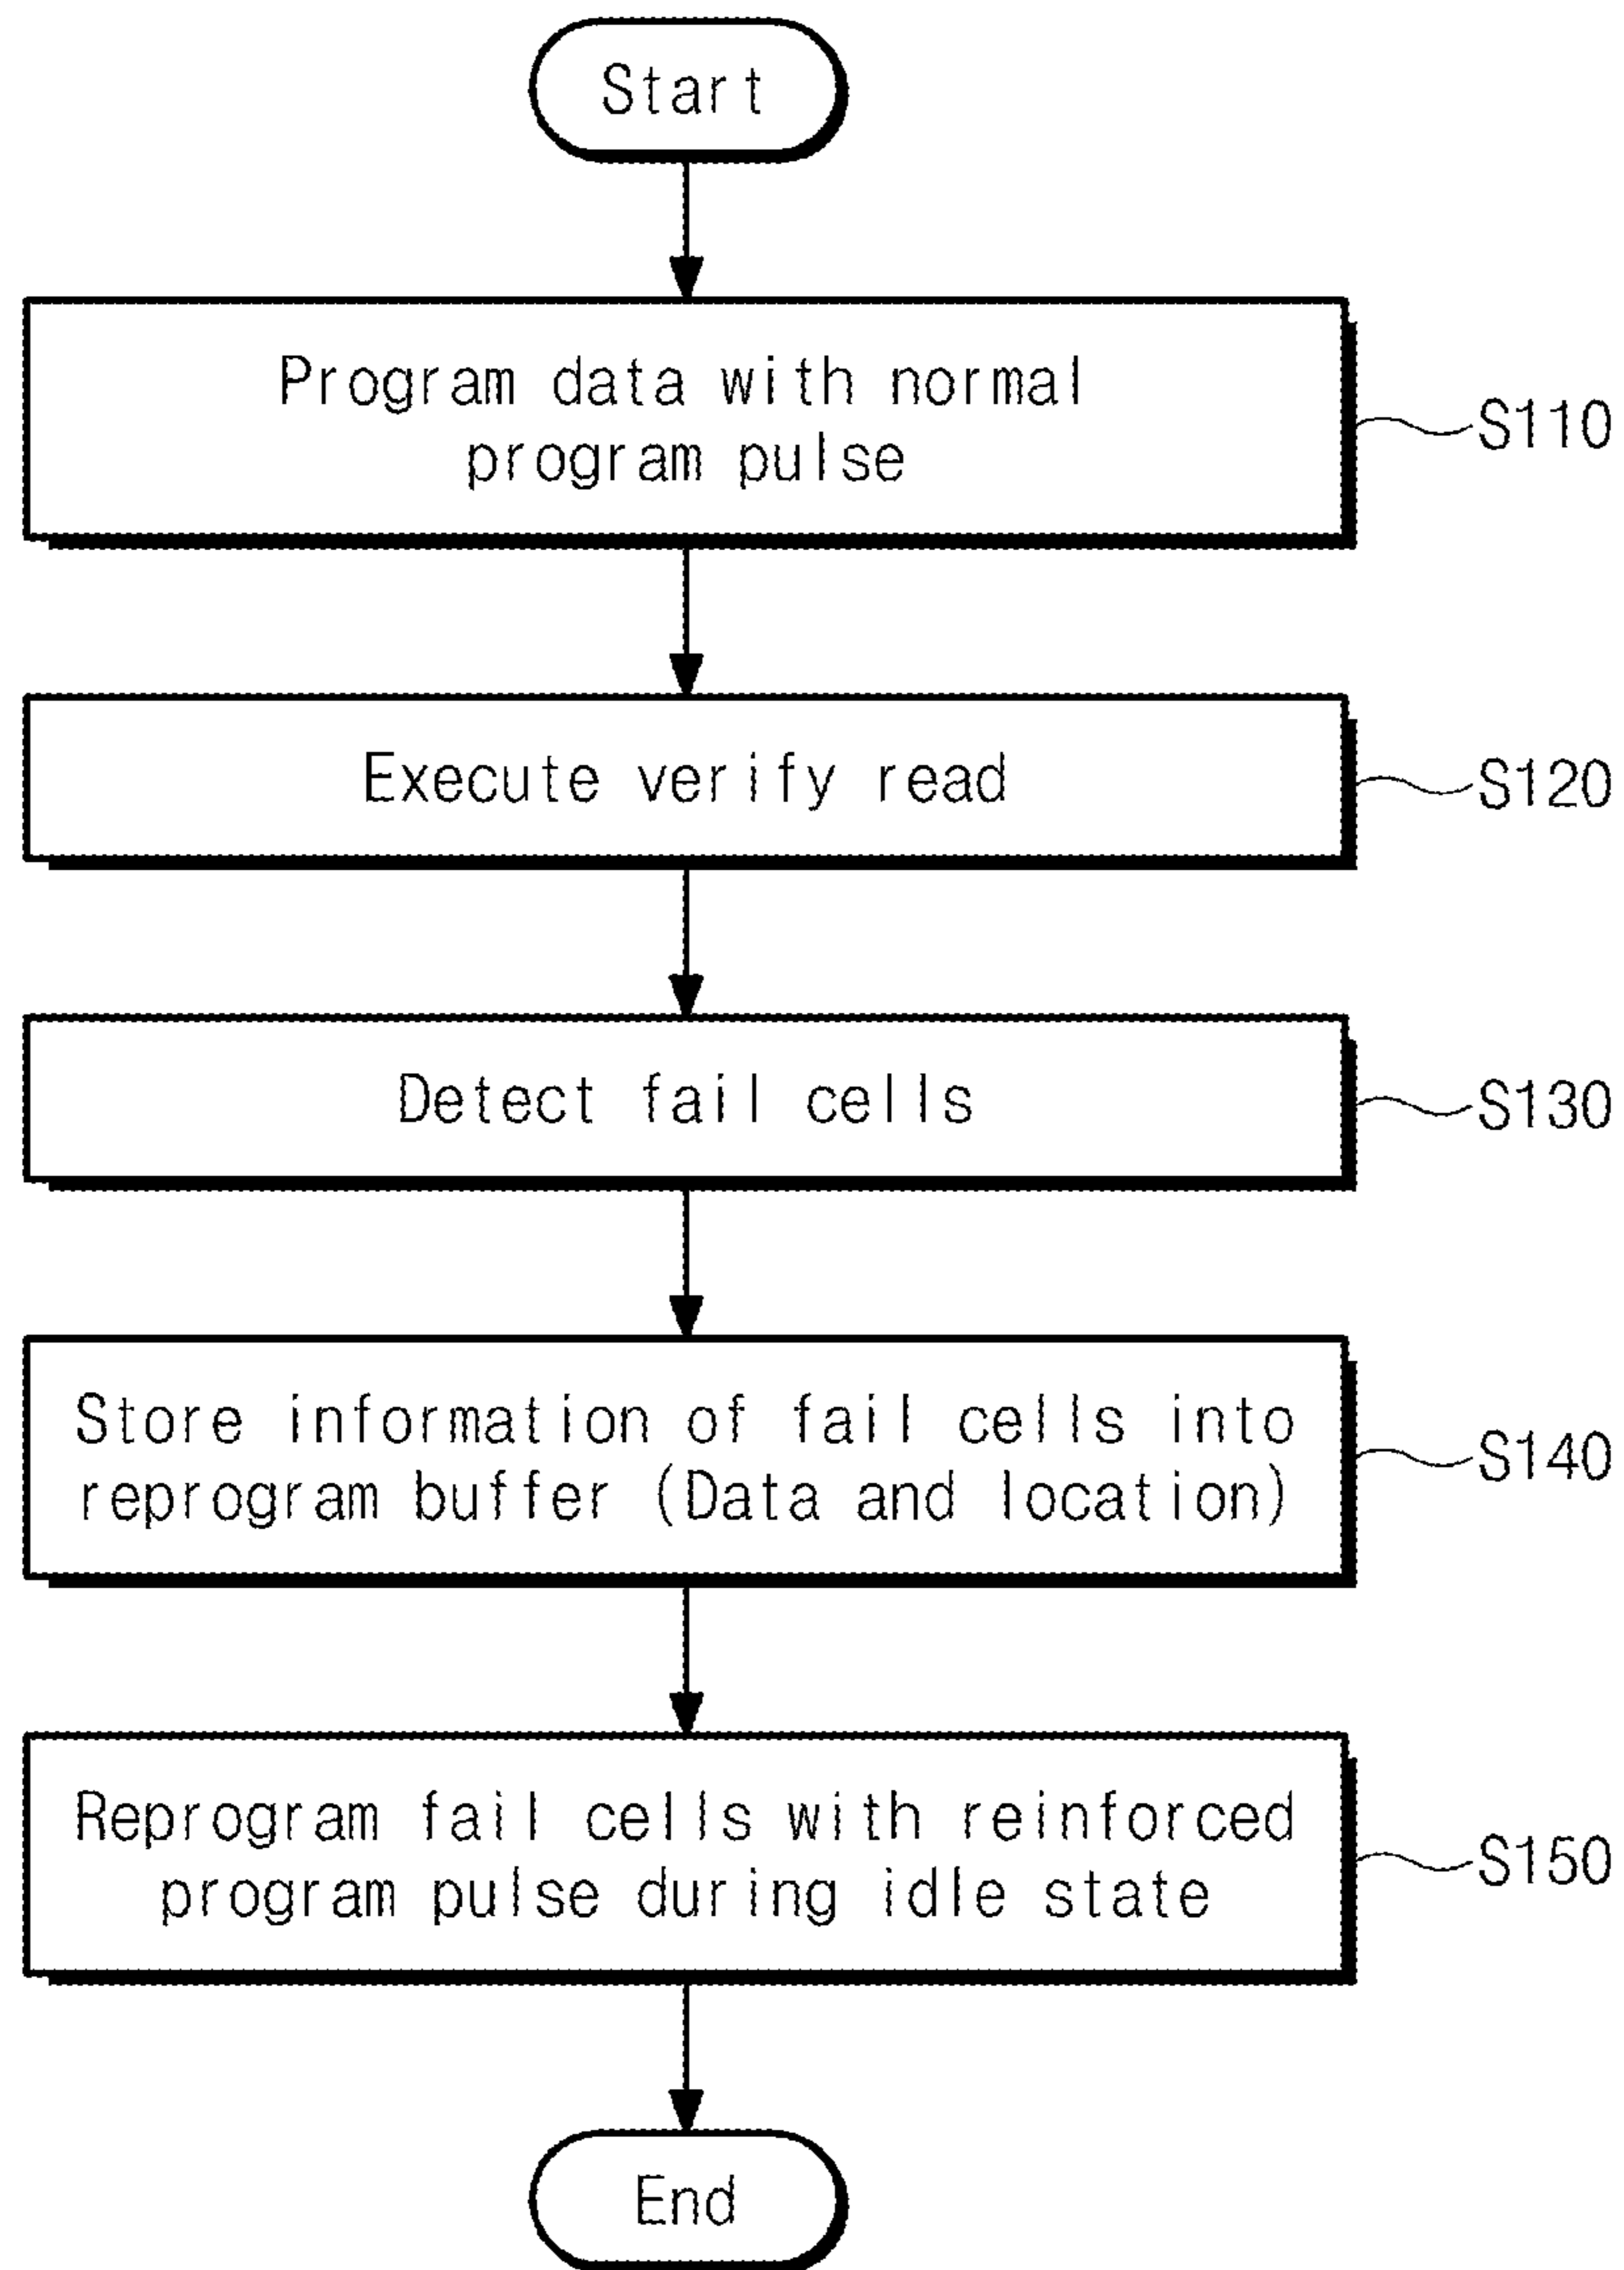 Start
Program data with normal
program pulse
S110
Execute verify read
S120
Detect fail cells
S130
Store information of fail cells into
reprogram buffer (Data and location)
S140
Reprogram fail cells with reinforced
program pulse during idle state
S150
End